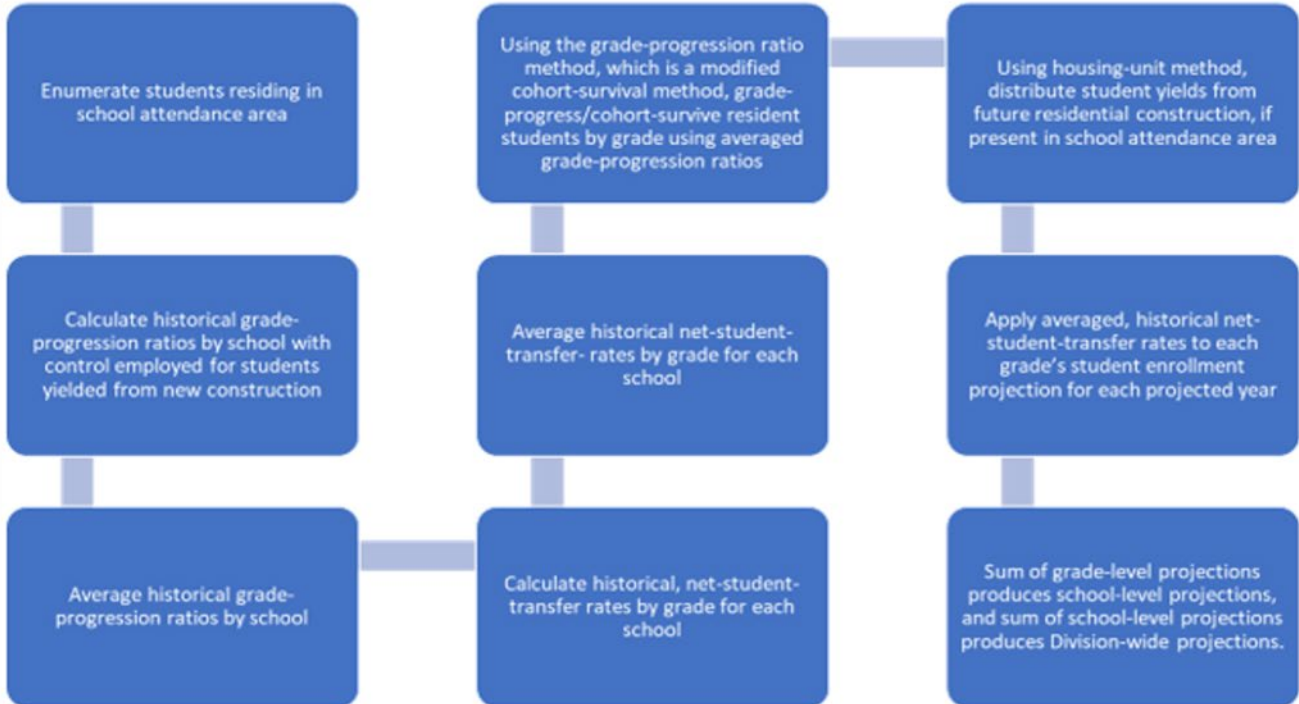 Enumerate students residing in
school attendance area
Calculate historical grade-
progression ratios by school with
control employed for students
yielded from new construction
Average historical grade-
progression ratios by school
Calculate historical, net-student-
transfer rates by grade for each
school
Average historical net-student-
transfer- rates by grade for each
school
Using the grade-progression ratio
method, which is a modified
cohort-survival method, grade-
progress/cohort-survive resident
students by grade using averaged
grade-progression ratios
Using housing-unit method,
distribute student yields from
future residential construction, if
present in school attendance area
Apply averaged, historical net-
student-transfer rates to each
grade's student enrollment
projection for each projected year
Sum of grade-level projections
produces school-level projections,
and sum of school-level projections
produces Division-wide projections.